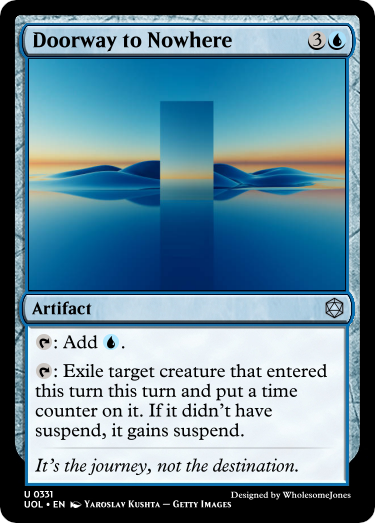 Doorway to Nowhere 3
Artifact
: Add .
: Exile target creature that entered
this turn this turn and put a time
counter on it. If it didn't have
suspend, it gains suspend.
It's the journey, not the destination.
U 0331
UOL • EN Yaroslav Kushta — Getty Images
Designed by WholesomeJones